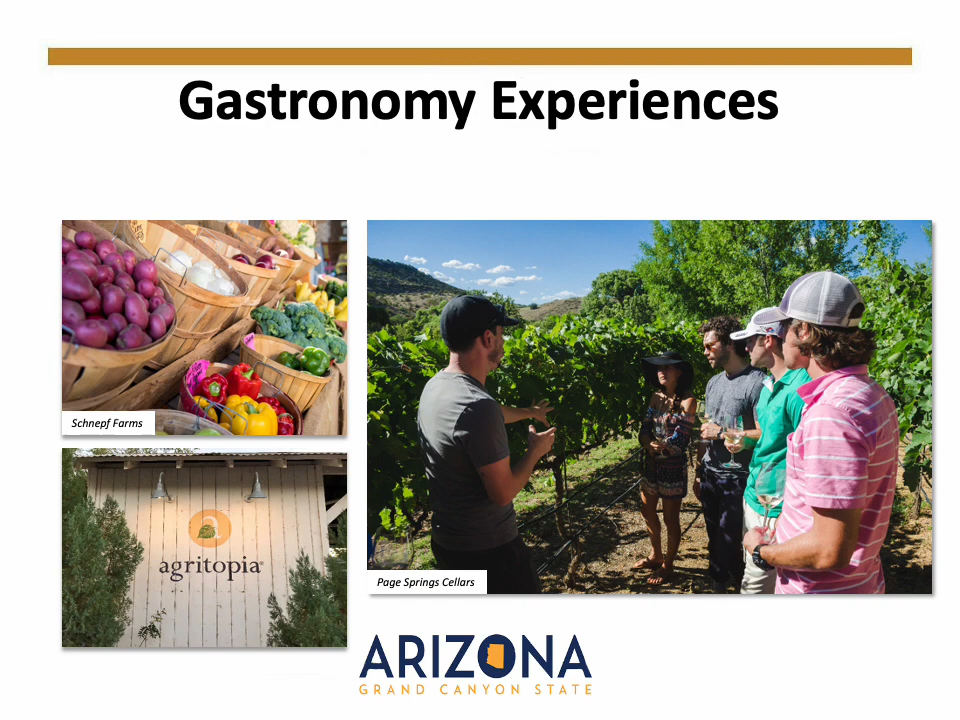 Gastronomy Experiences
Schnepf Farms
agritopia
Page Springs Cellars
ARIZONA
GRAND CANYON STATE